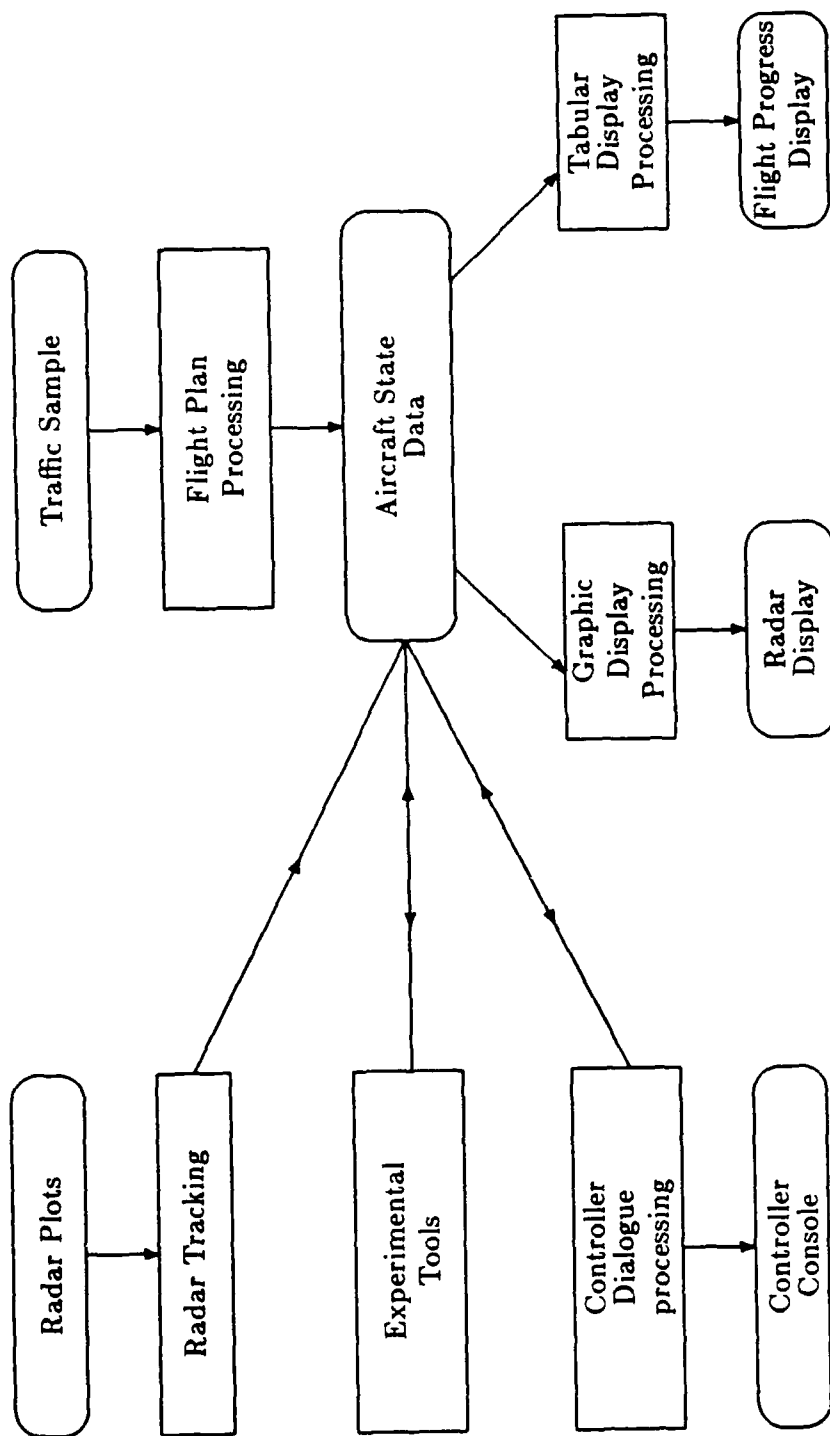 Radar Plots
Radar Tracking
Experimental
Tools
Controller
Dialogue
processing
Controller
Console
Traffic Sample
Flight Plan
Processing
Aircraft State
Data
Graphic
Display
Processing
Radar
Display
Tabular
Display
Processing
Flight Progress
Display